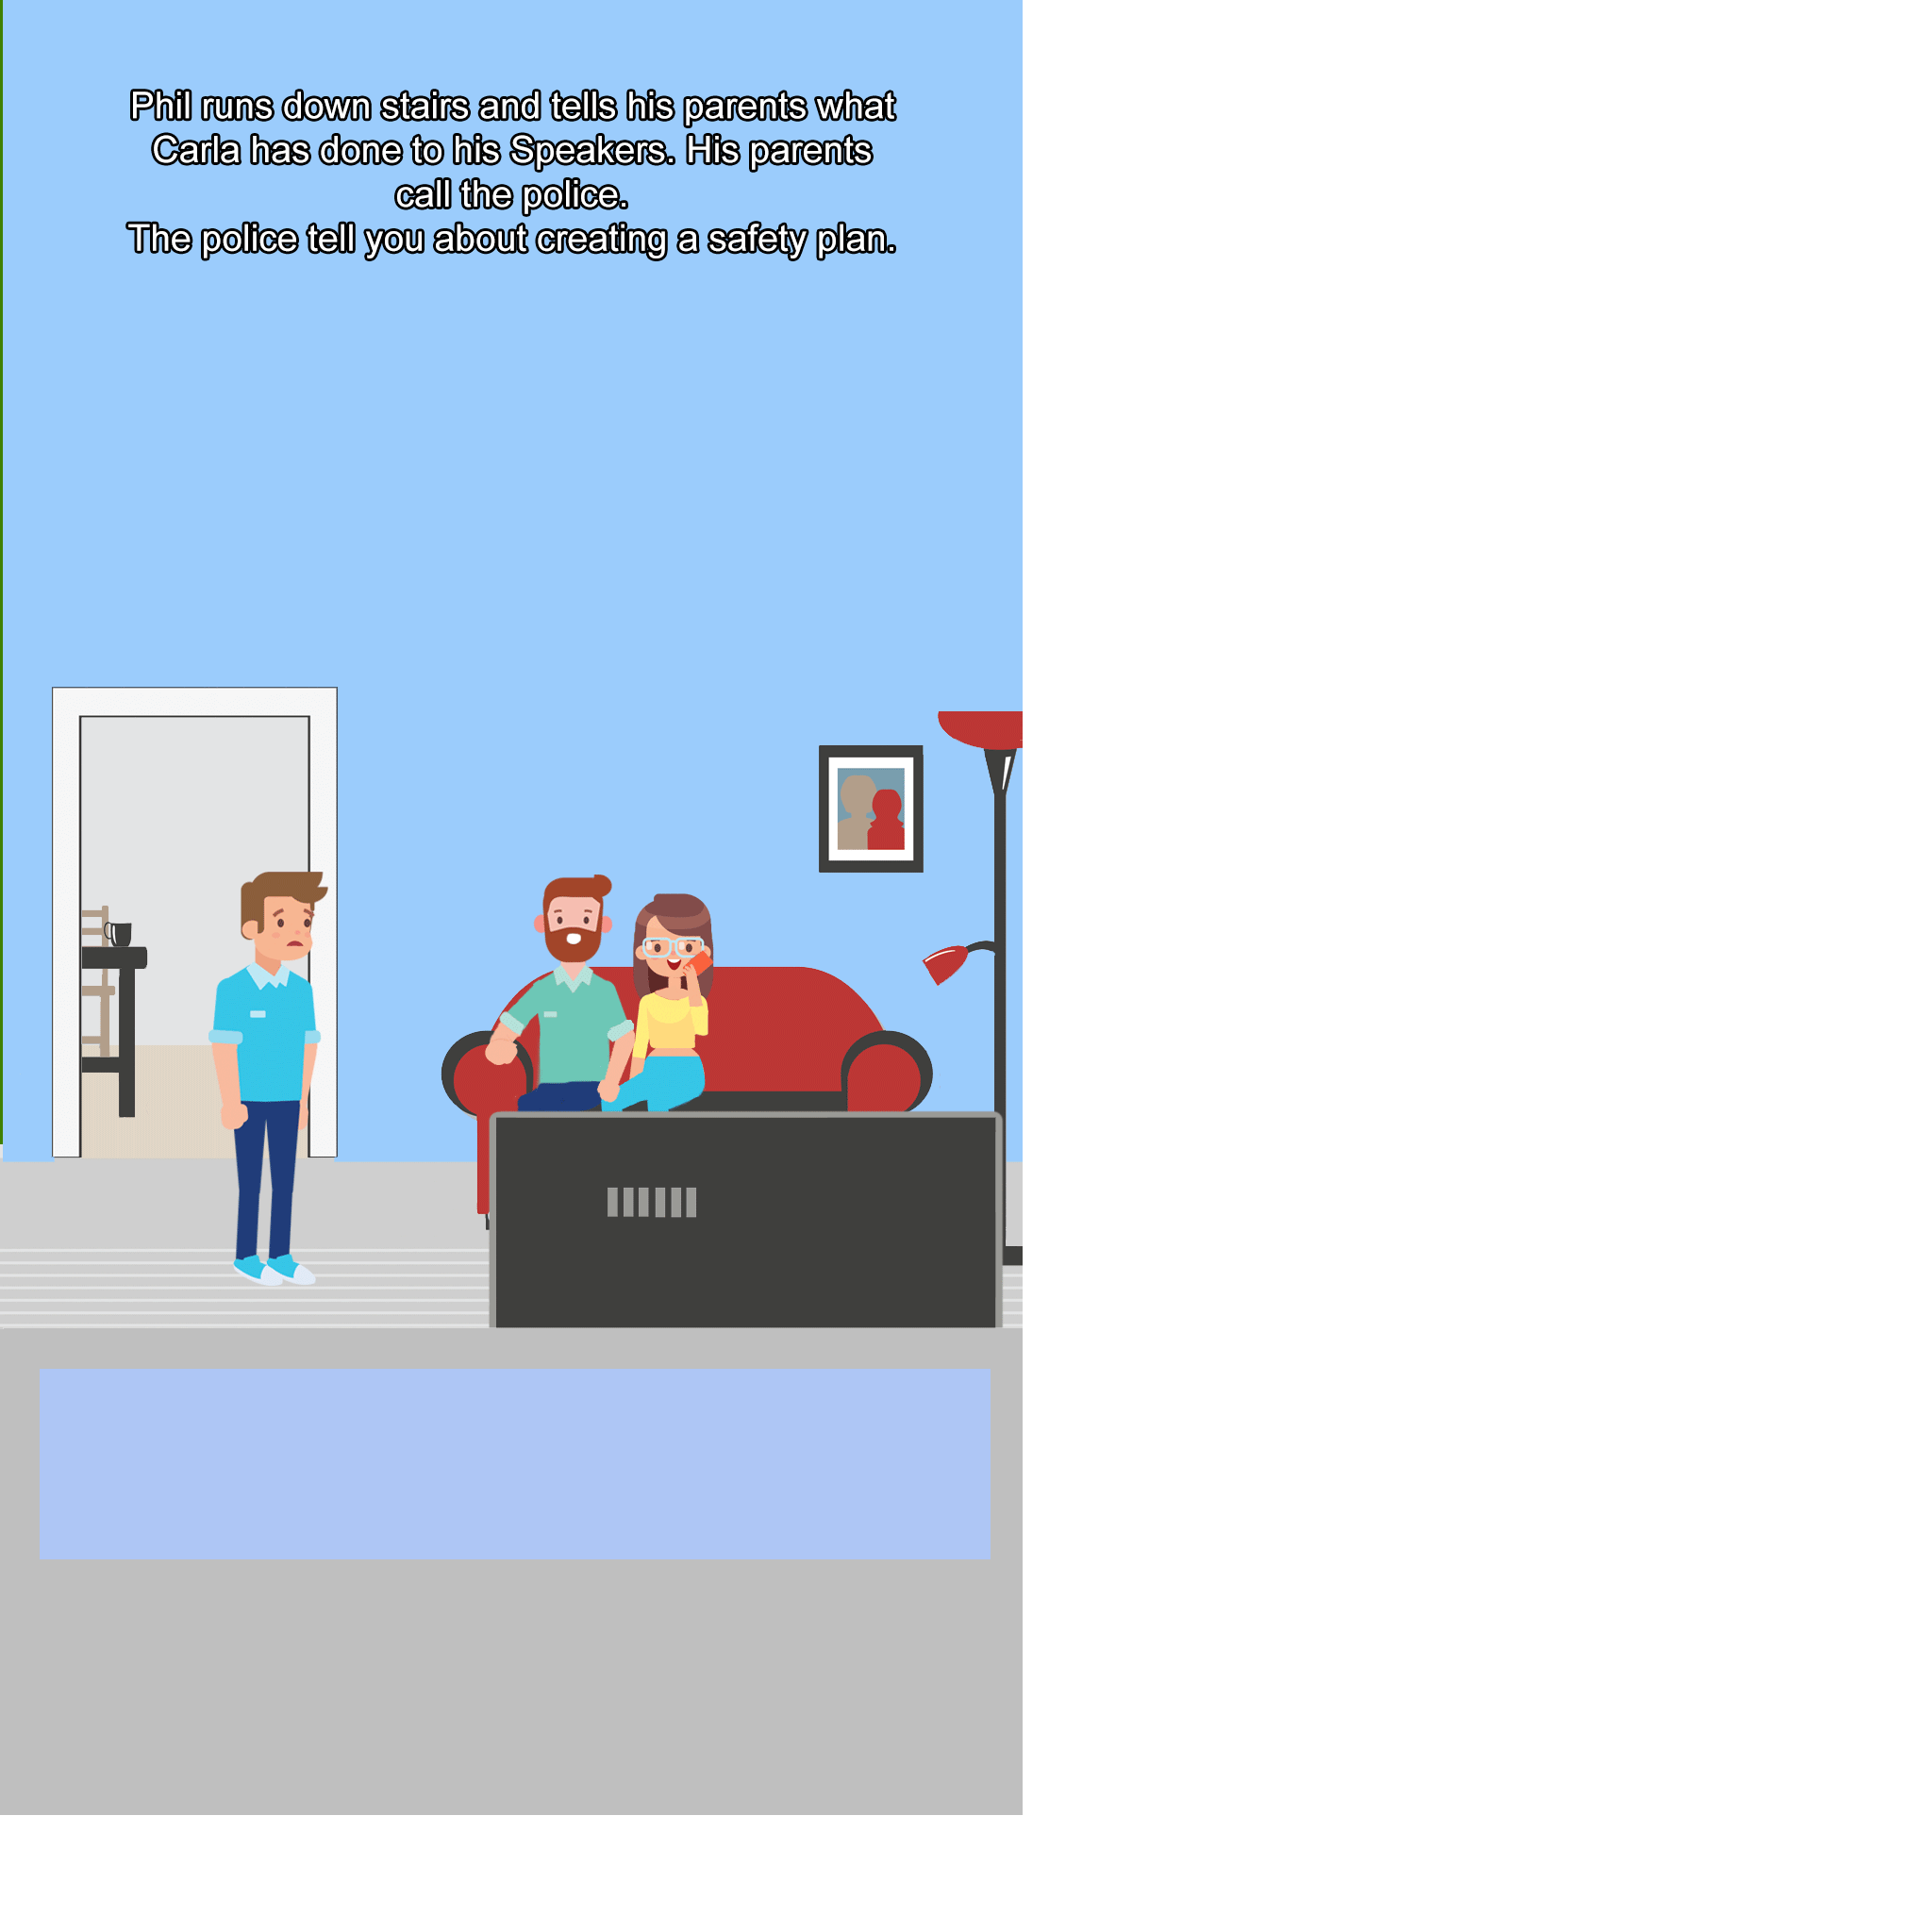 Phil runs down stairs and tells his parents what
Carla has done to his Speakers. His parents
call the police.
The police tell you about creating a safety plan.